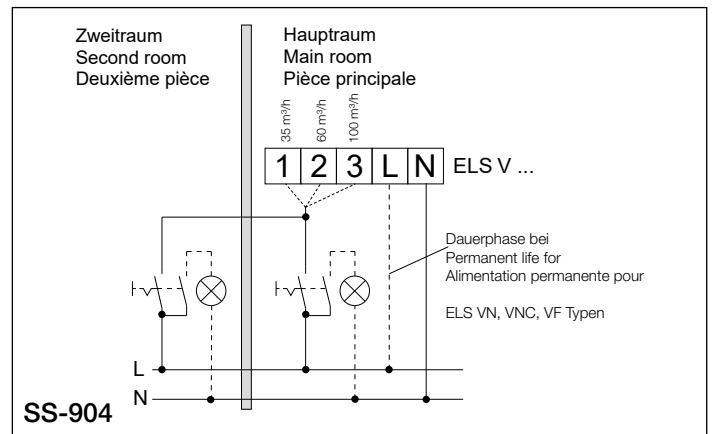 Zweitraum
Second room
Deuxième pièce
Hauptraum
Main room
Pièce principale
35 m³/h
60 m³/h
100 m³/h
1 2 3 L N ELS V ...
Dauerphase bei
Permanent life for
Alimentation permanente pour
ELS VN, VNC, VF Typen
L
N
SS-904